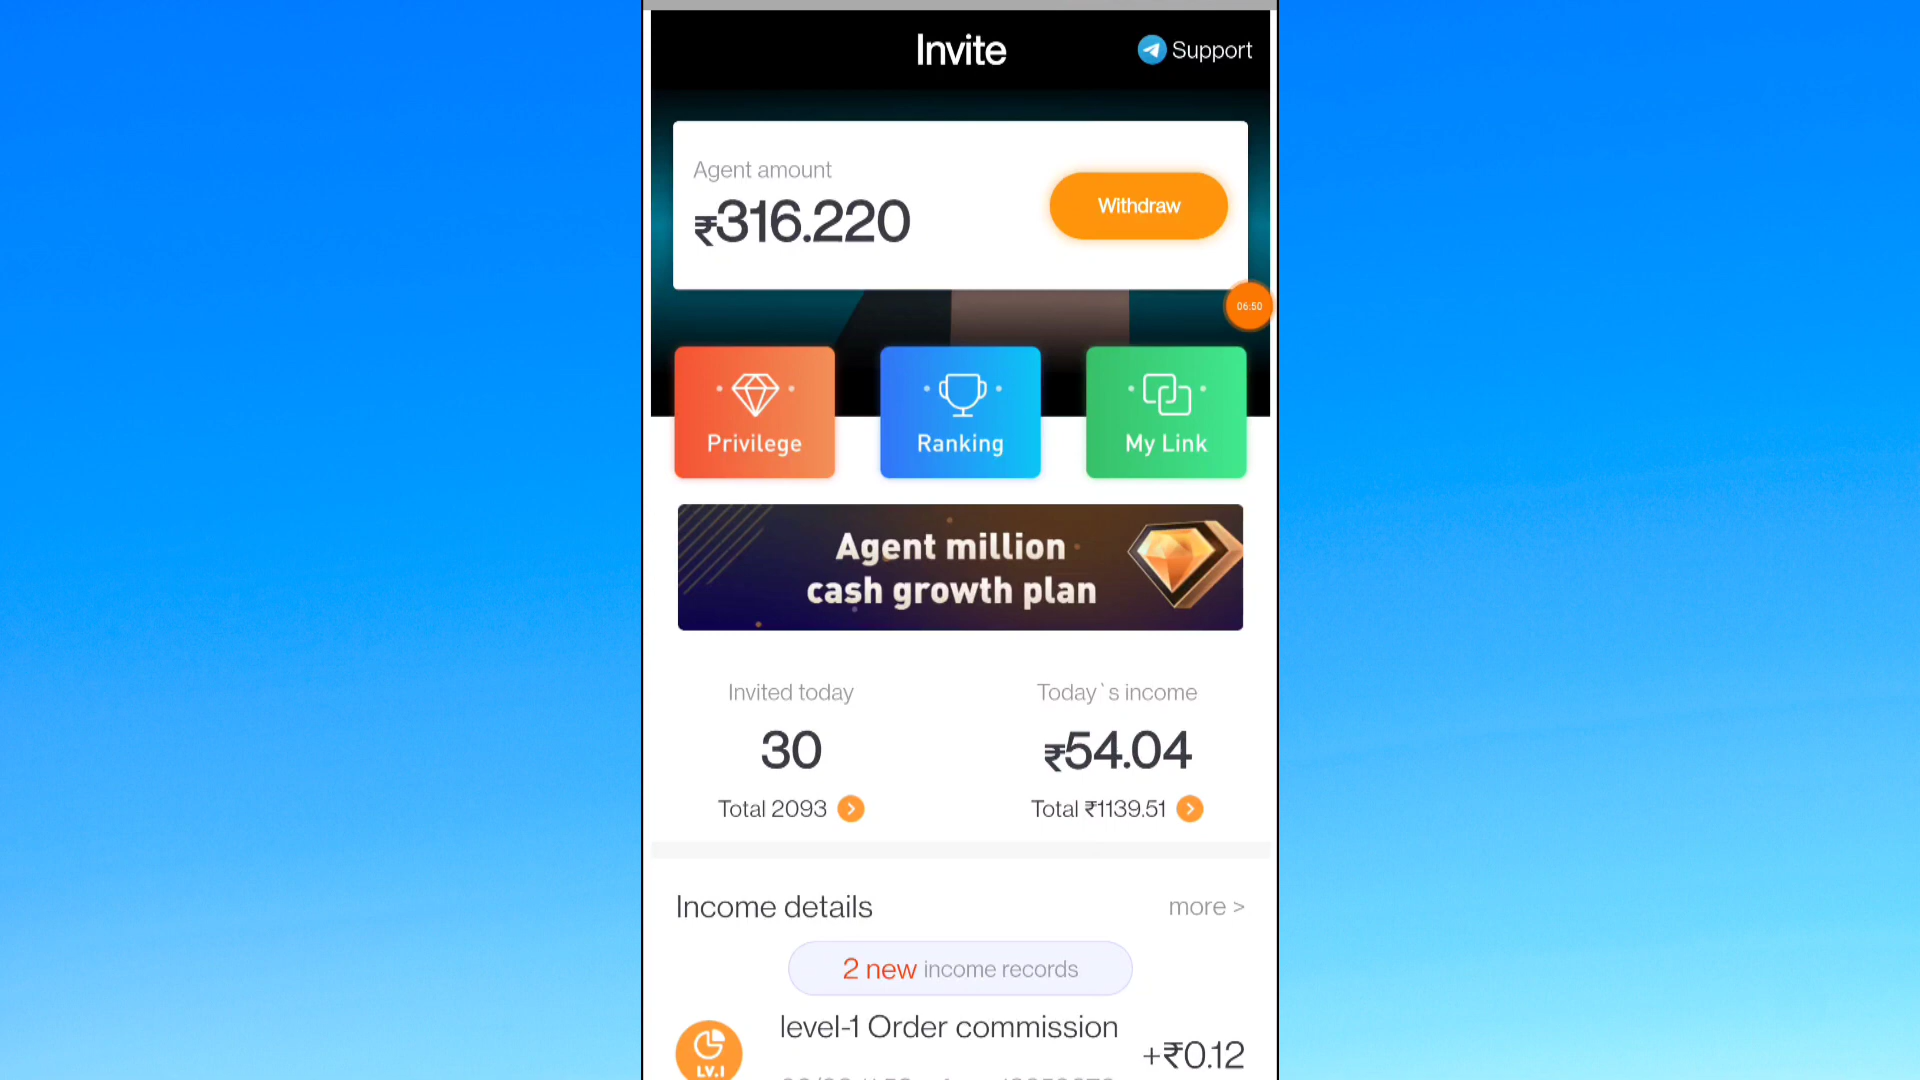 Invite
Support
Agent amount
₹316.220
Withdraw
06:50
Privilege
Ranking
My Link
Agent million
cash growth plan
Invited today
Today`s income
30
₹54.04
Total 2093
Total ₹1139.51
Income details
more >
2 new income records
level-1 Order commission
+₹0.12
LV.1